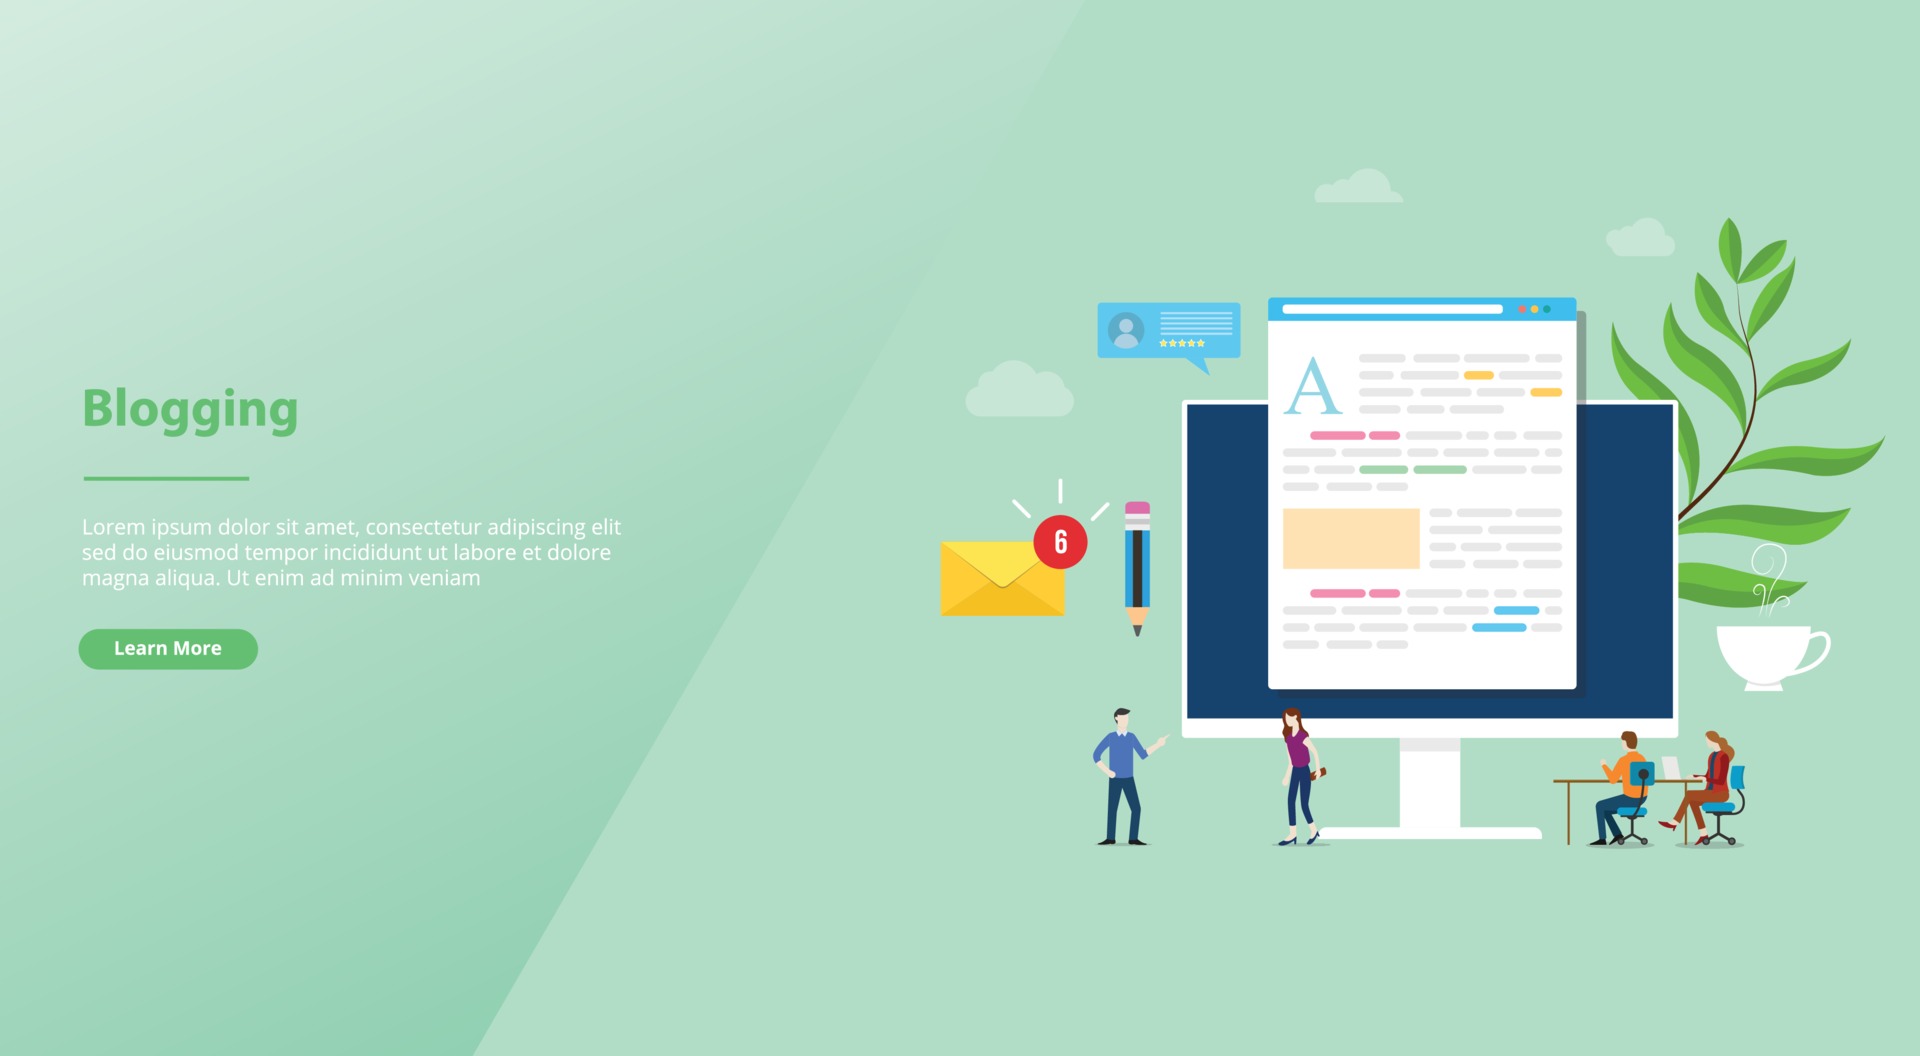 Blogging
Lorem ipsum dolor sit amet, consectetur adipiscing elit
sed do eiusmod tempor incididunt ut labore et dolore
magna aliqua. Ut enim ad minim veniam
Learn More
6
A